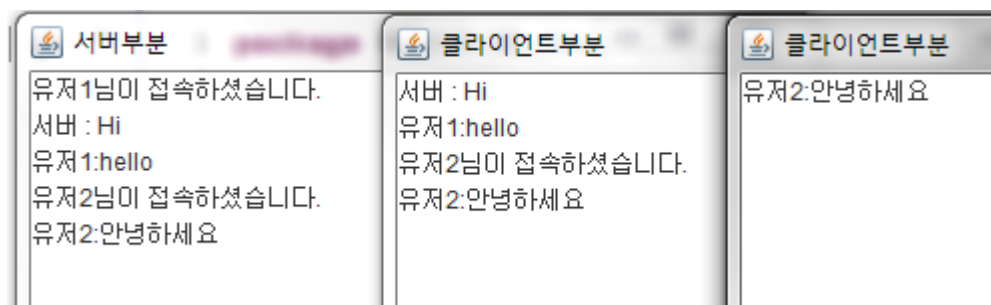 서버부분
유저1님이 접속하셨습니다.
서버 : Hi
유저1:hello
유저2님이 접속하셨습니다.
유저2:안녕하세요
클라이언트부분
서버 : Hi
유저1:hello
유저2님이 접속하셨습니다.
유저2:안녕하세요
클라이언트부분
유저2:안녕하세요